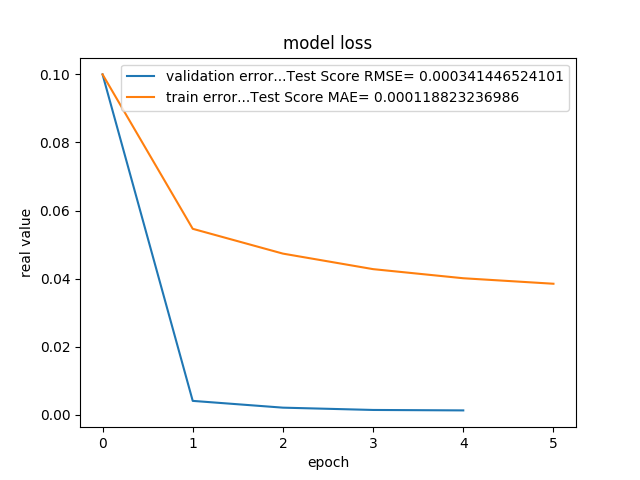 model loss
validation error...Test Score RMSE= 0.000341446524101
train error...Test Score MAE= 0.000118823236986
real value
0.10
0.08
0.06
0.04
0.02
0.00
0 1 2 3 4 5
epoch